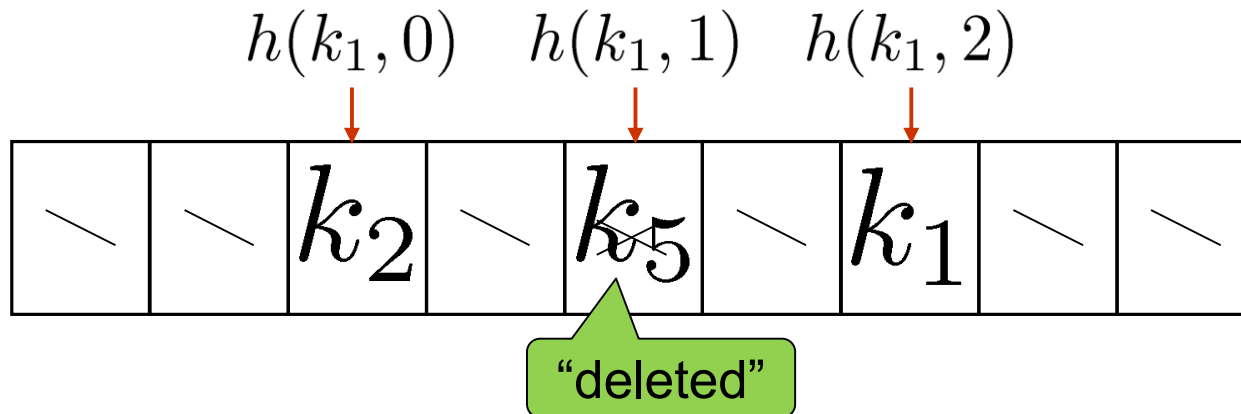 h(k₁, 0) h(k₁, 1) h(k₁, 2)
k₂ k₅ k₁
“deleted”